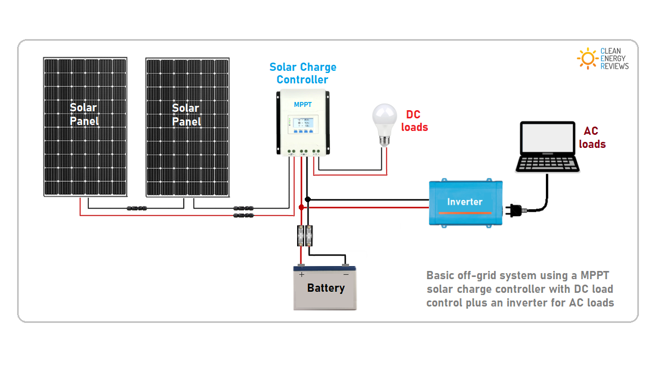 CLEAN
ENERGY
REVIEWS
Solar Charge
Controller
Solar
Panel
Solar
Panel
MPPT
DC
loads
AC
loads
Inverter
+ −
Battery
Basic off-grid system using a MPPT
solar charge controller with DC load
control plus an inverter for AC loads